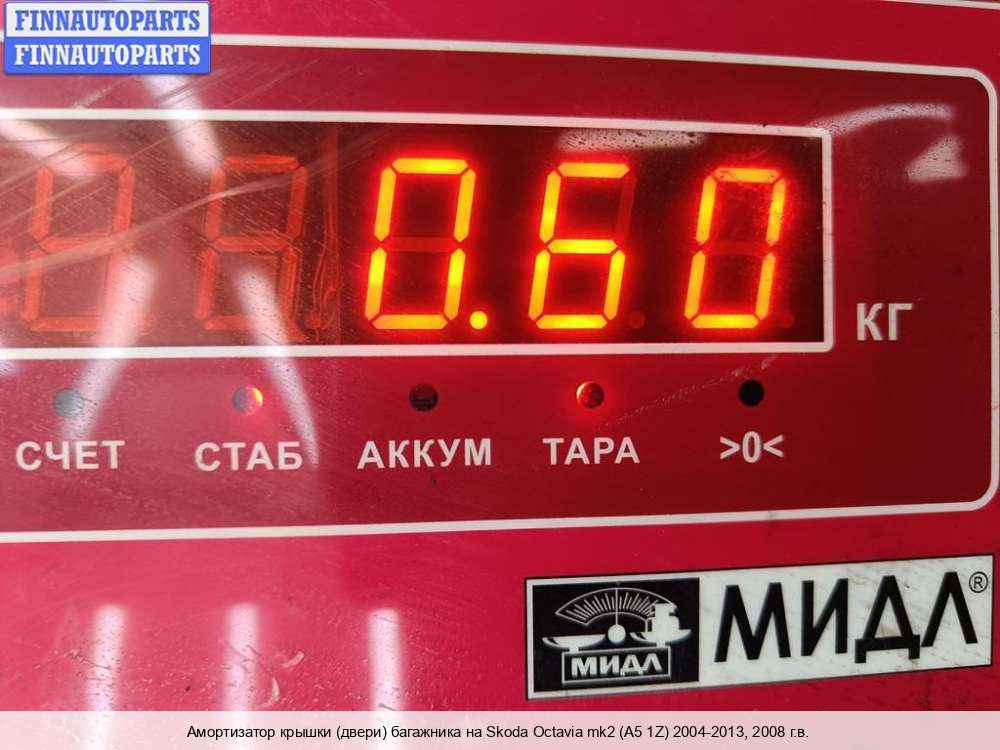 FINNAUTOPARTS
FINNAUTOPARTS
0.60
КГ
СЧЕТ СТАБ АККУМ ТАРА >0<
МИДЛ МИДЛ®
Амортизатор крышки (двери) багажника на Skoda Octavia mk2 (A5 1Z) 2004-2013, 2008 г.в.